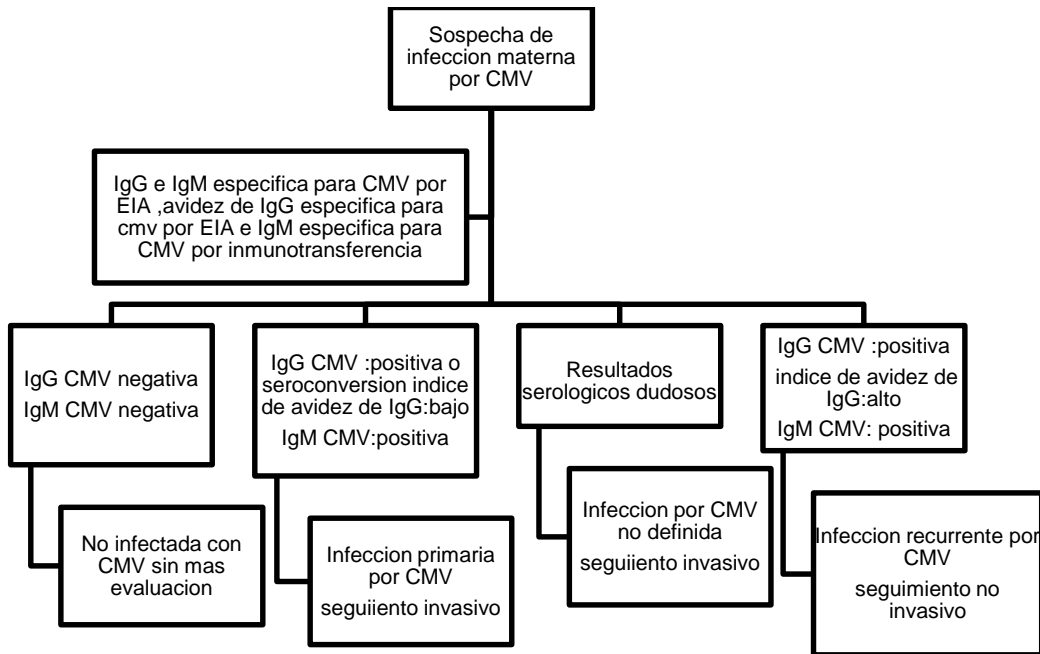 Sospecha de
infeccion materna
por CMV
IgG e IgM especifica para CMV por
EIA ,avidez de IgG especifica para
cmv por EIA e IgM especifica para
CMV por inmunotransferencia
IgG CMV negativa
IgM CMV negativa
IgG CMV :positiva o
seroconversion indice
de avidez de IgG:bajo
IgM CMV:positiva
Resultados
serologicos dudosos
IgG CMV :positiva
indice de avidez de
IgG:alto
IgM CMV: positiva
No infectada con
CMV sin mas
evaluacion
Infeccion primaria
por CMV
seguiiento invasivo
Infeccion por CMV
no definida
seguiiento invasivo
Infeccion recurrente por
CMV
seguimiento no
invasivo